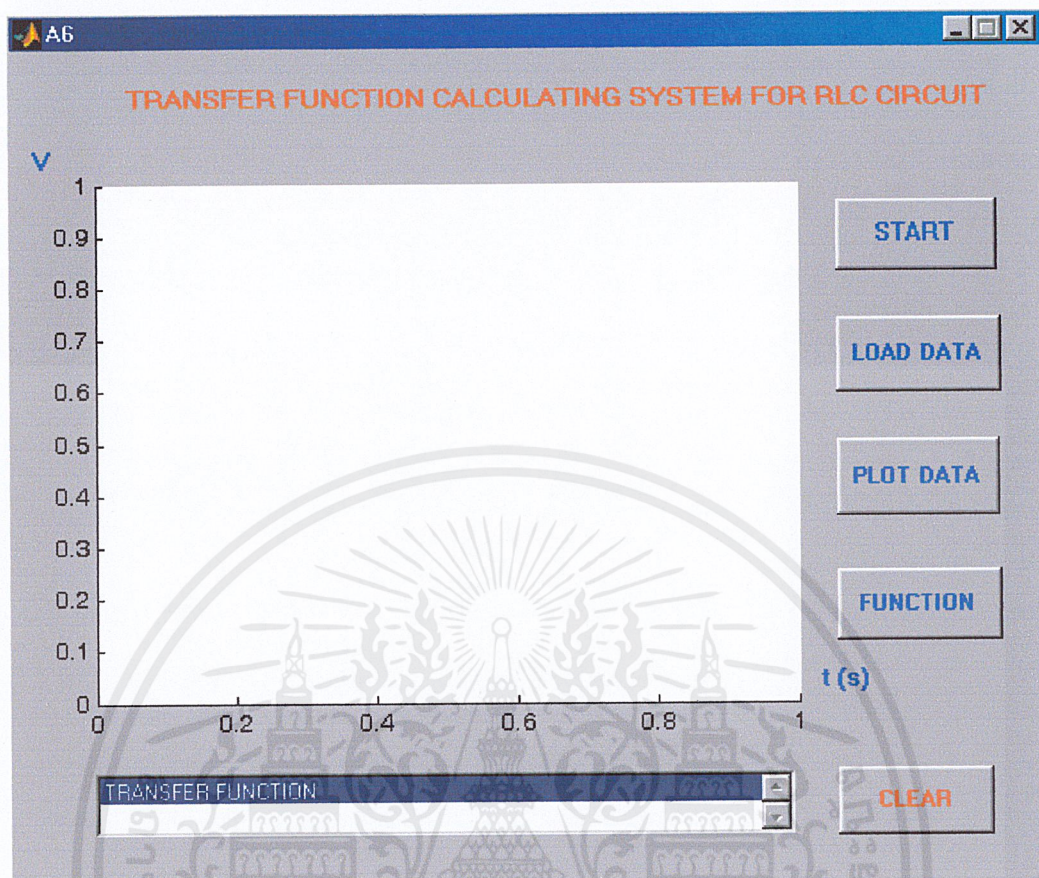 A6
TRANSFER FUNCTION CALCULATING SYSTEM FOR RLC CIRCUIT
V
1
0.9
0.8
0.7
0.6
0.5
0.4
0.3
0.2
0.1
0
0 0.2 0.4 0.6 0.8 1
t (s)
START
LOAD DATA
PLOT DATA
FUNCTION
TRANSFER FUNCTION
CLEAR